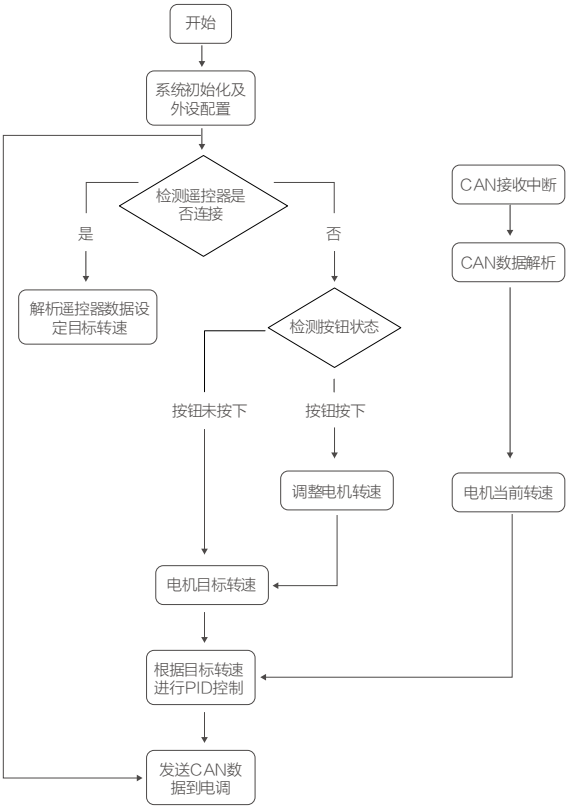 开始
系统初始化及
外设配置
检测遥控器是
否连接
是
否
解析遥控器数据设
定目标转速
检测按钮状态
按钮未按下
按钮按下
调整电机转速
电机目标转速
根据目标转速
进行PID控制
发送CAN数
据到电调
CAN接收中断
CAN数据解析
电机当前转速